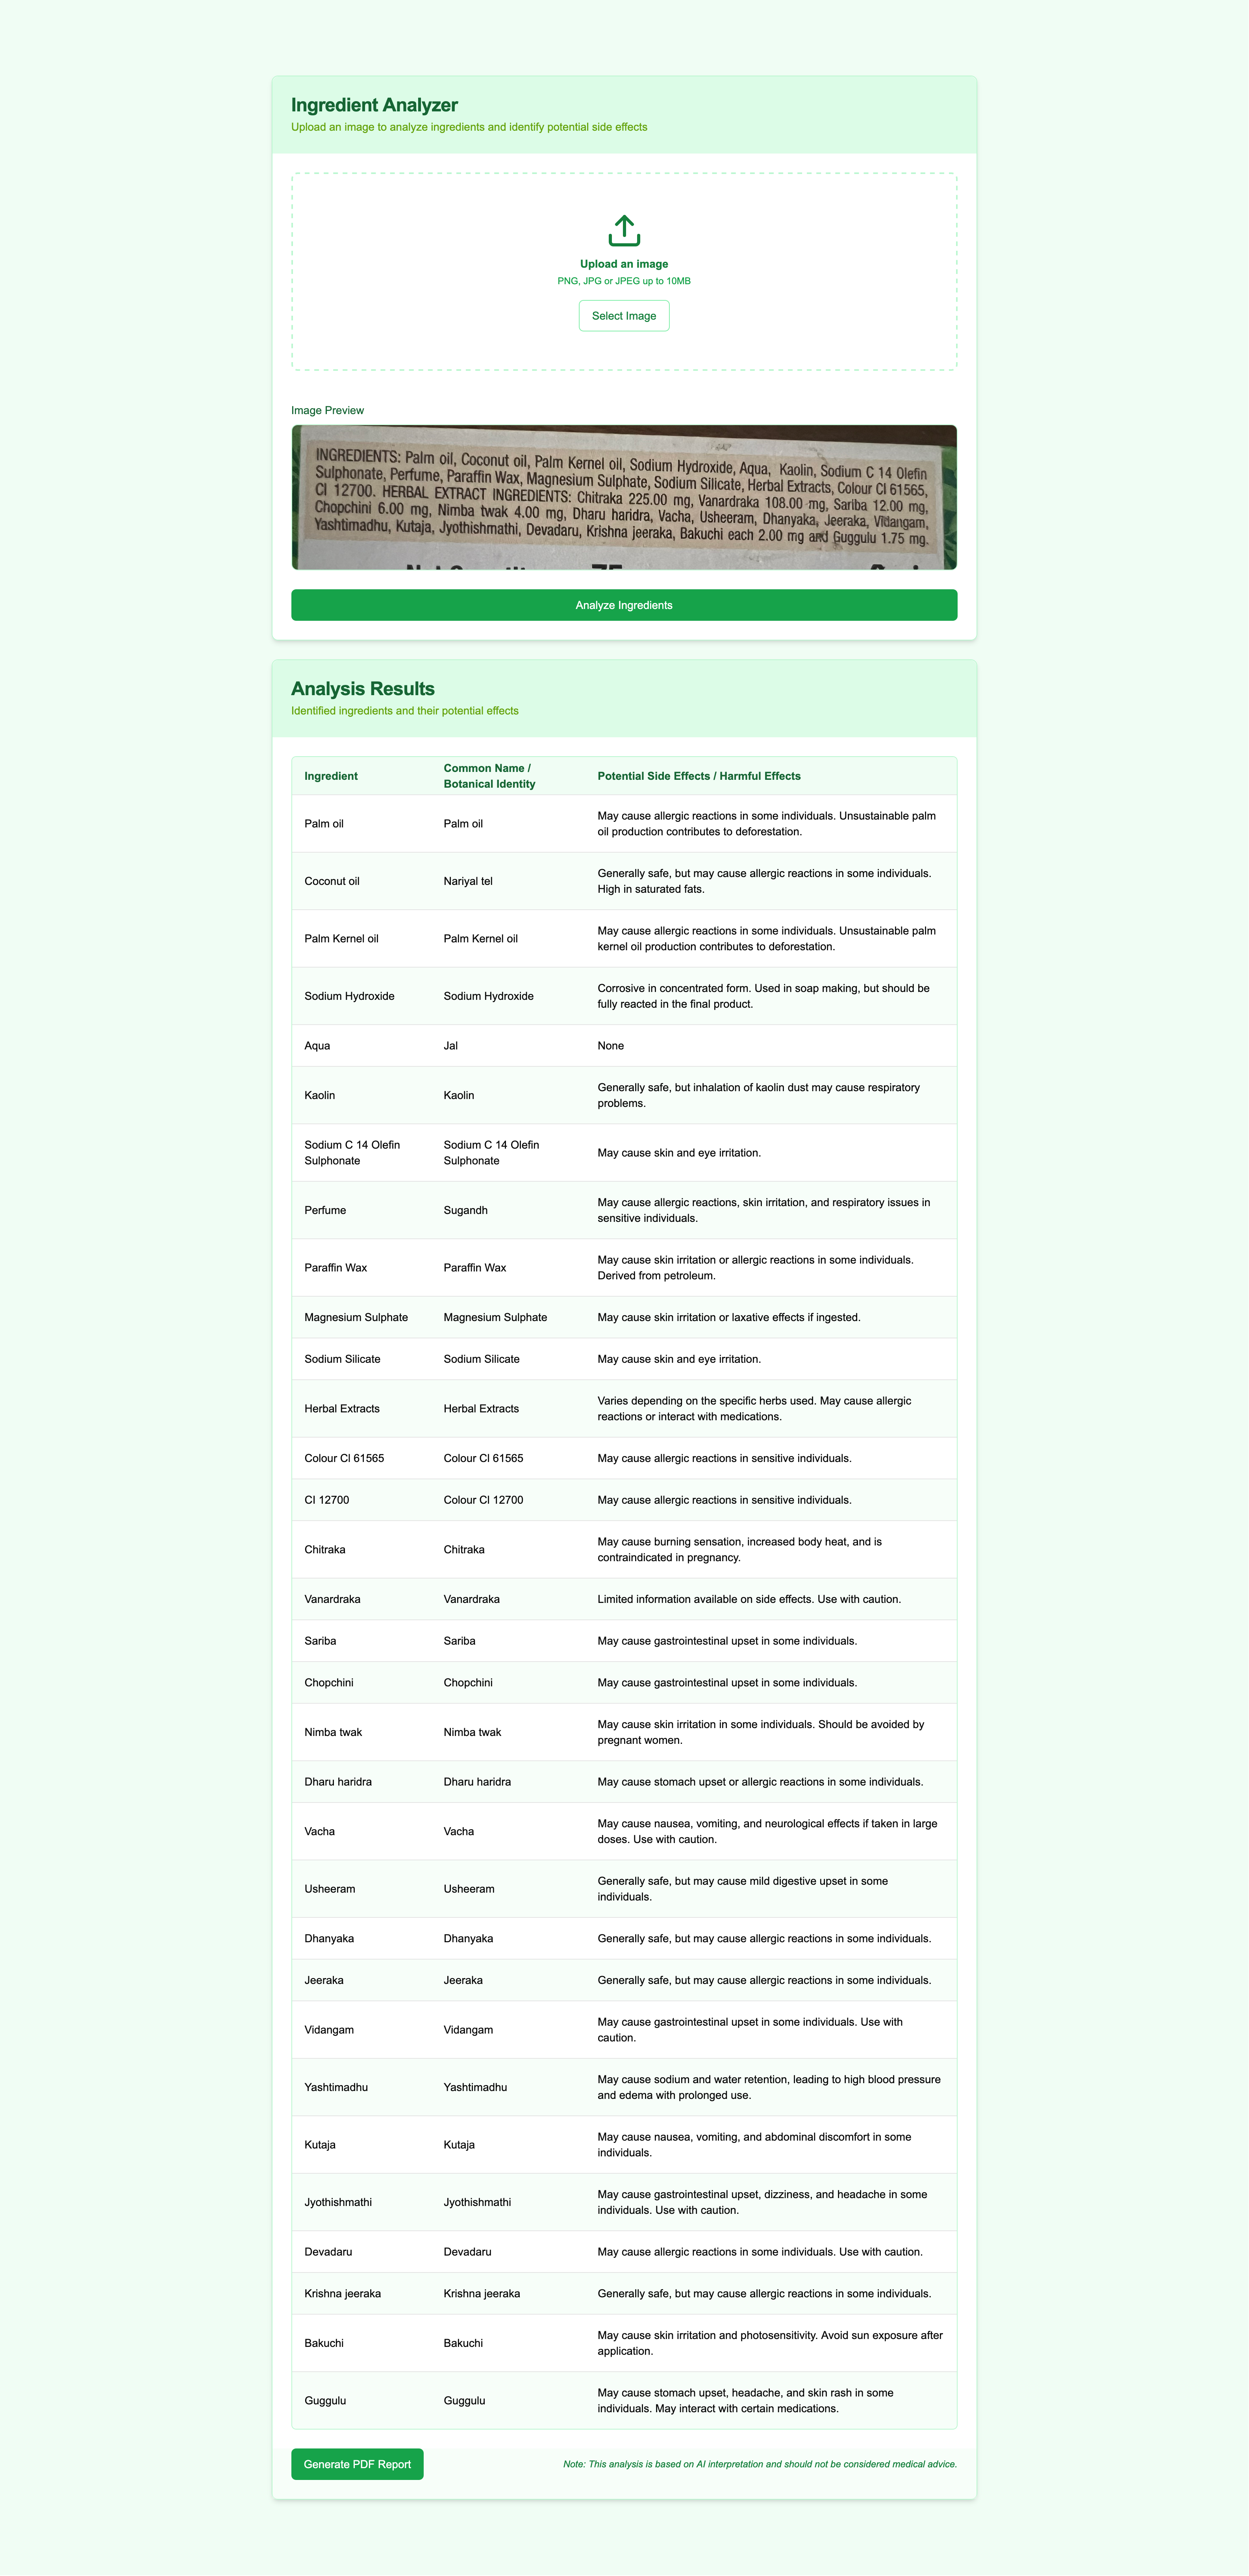 Ingredient Analyzer
Upload an image to analyze ingredients and identify potential side effects
Upload an image
PNG, JPG or JPEG up to 10MB
Select Image
Image Preview
INGREDIENTS: Palm oil, Coconut oil, Palm Kernel oil, Sodium Hydroxide, Aqua, Kaolin, Sodium C 14 Olefin
Sulphonate, Perfume, Paraffin Wax, Magnesium Sulphate, Sodium Silicate, Herbal Extracts, Colour CI 61565,
CI 12700. HERBAL EXTRACT INGREDIENTS: Chitraka 225.00 mg, Vanardraka 108.00 mg, Sariba 12.00 mg,
Chopchini 6.00 mg, Nimba twak 4.00 mg, Dharu haridra, Vacha, Usheeram, Dhanyaka, Jeeraka, Vidangam,
Yashtimadhu, Kutaja, Jyothishmathi, Devadaru, Krishna jeeraka, Bakuchi each 2.00 mg and Guggulu 1.75 mg.
Analyze Ingredients
Analysis Results
Identified ingredients and their potential effects
Ingredient
Common Name /
Botanical Identity
Potential Side Effects / Harmful Effects
Palm oil
Palm oil
May cause allergic reactions in some individuals. Unsustainable palm
oil production contributes to deforestation.
Coconut oil
Nariyal tel
Generally safe, but may cause allergic reactions in some individuals.
High in saturated fats.
Palm Kernel oil
Palm Kernel oil
May cause allergic reactions in some individuals. Unsustainable palm
kernel oil production contributes to deforestation.
Sodium Hydroxide
Sodium Hydroxide
Corrosive in concentrated form. Used in soap making, but should be
fully reacted in the final product.
Aqua
Jal
None
Kaolin
Kaolin
Generally safe, but inhalation of kaolin dust may cause respiratory
problems.
Sodium C 14 Olefin
Sulphonate
Sodium C 14 Olefin
Sulphonate
May cause skin and eye irritation.
Perfume
Sugandh
May cause allergic reactions, skin irritation, and respiratory issues in
sensitive individuals.
Paraffin Wax
Paraffin Wax
May cause skin irritation or allergic reactions in some individuals.
Derived from petroleum.
Magnesium Sulphate
Magnesium Sulphate
May cause skin irritation or laxative effects if ingested.
Sodium Silicate
Sodium Silicate
May cause skin and eye irritation.
Herbal Extracts
Herbal Extracts
Varies depending on the specific herbs used. May cause allergic
reactions or interact with medications.
Colour CI 61565
Colour CI 61565
May cause allergic reactions in sensitive individuals.
CI 12700
Colour CI 12700
May cause allergic reactions in sensitive individuals.
Chitraka
Chitraka
May cause burning sensation, increased body heat, and is
contraindicated in pregnancy.
Vanardraka
Vanardraka
Limited information available on side effects. Use with caution.
Sariba
Sariba
May cause gastrointestinal upset in some individuals.
Chopchini
Chopchini
May cause gastrointestinal upset in some individuals.
Nimba twak
Nimba twak
May cause skin irritation in some individuals. Should be avoided by
pregnant women.
Dharu haridra
Dharu haridra
May cause stomach upset or allergic reactions in some individuals.
Vacha
Vacha
May cause nausea, vomiting, and neurological effects if taken in large
doses. Use with caution.
Usheeram
Usheeram
Generally safe, but may cause mild digestive upset in some
individuals.
Dhanyaka
Dhanyaka
Generally safe, but may cause allergic reactions in some individuals.
Jeeraka
Jeeraka
Generally safe, but may cause allergic reactions in some individuals.
Vidangam
Vidangam
May cause gastrointestinal upset in some individuals. Use with
caution.
Yashtimadhu
Yashtimadhu
May cause sodium and water retention, leading to high blood pressure
and edema with prolonged use.
Kutaja
Kutaja
May cause nausea, vomiting, and abdominal discomfort in some
individuals.
Jyothishmathi
Jyothishmathi
May cause gastrointestinal upset, dizziness, and headache in some
individuals. Use with caution.
Devadaru
Devadaru
May cause allergic reactions in some individuals. Use with caution.
Krishna jeeraka
Krishna jeeraka
Generally safe, but may cause allergic reactions in some individuals.
Bakuchi
Bakuchi
May cause skin irritation and photosensitivity. Avoid sun exposure after
application.
Guggulu
Guggulu
May cause stomach upset, headache, and skin rash in some
individuals. May interact with certain medications.
Generate PDF Report
Note: This analysis is based on AI interpretation and should not be considered medical advice.